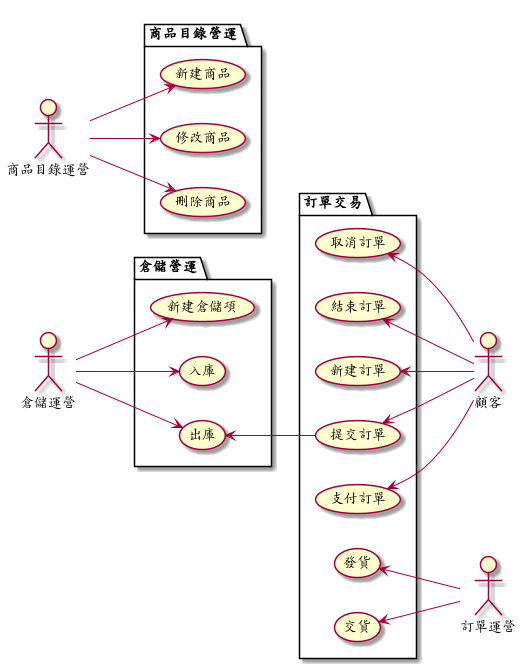 商品目錄營運
新建商品
修改商品
刪除商品
商品目錄運營
倉儲營運
新建倉儲項
入庫
出庫
倉儲運營
訂單交易
取消訂單
結束訂單
新建訂單
提交訂單
支付訂單
發貨
交貨
顧客
訂單運營